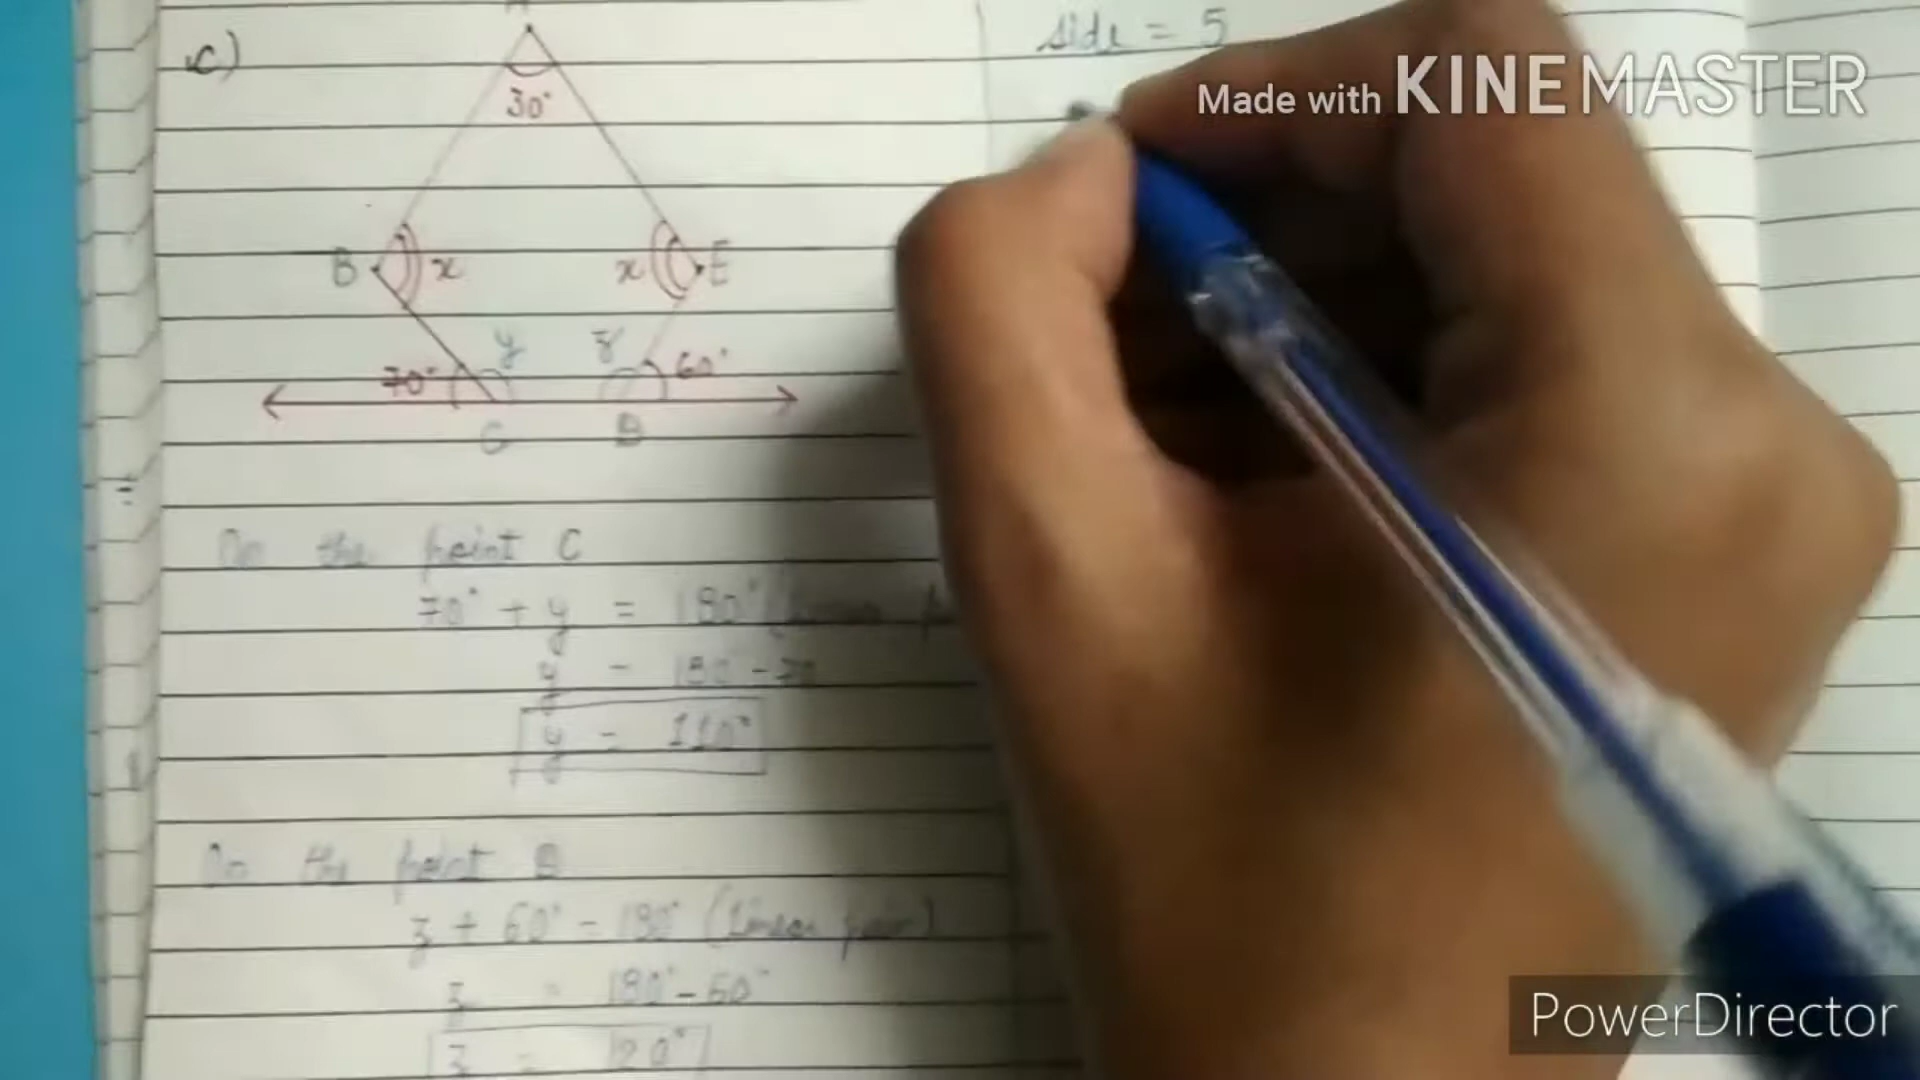 c)
30°
B x
x E
y
z
70°
60°
C
D
On the point C
70° + y = 180° (
y = 180 - 70
y = 110°
On the point D
z + 60° = 180° (linear pair)
z = 180° - 60°
z = 120°
side = 5
Made with KINEMASTER
PowerDirector